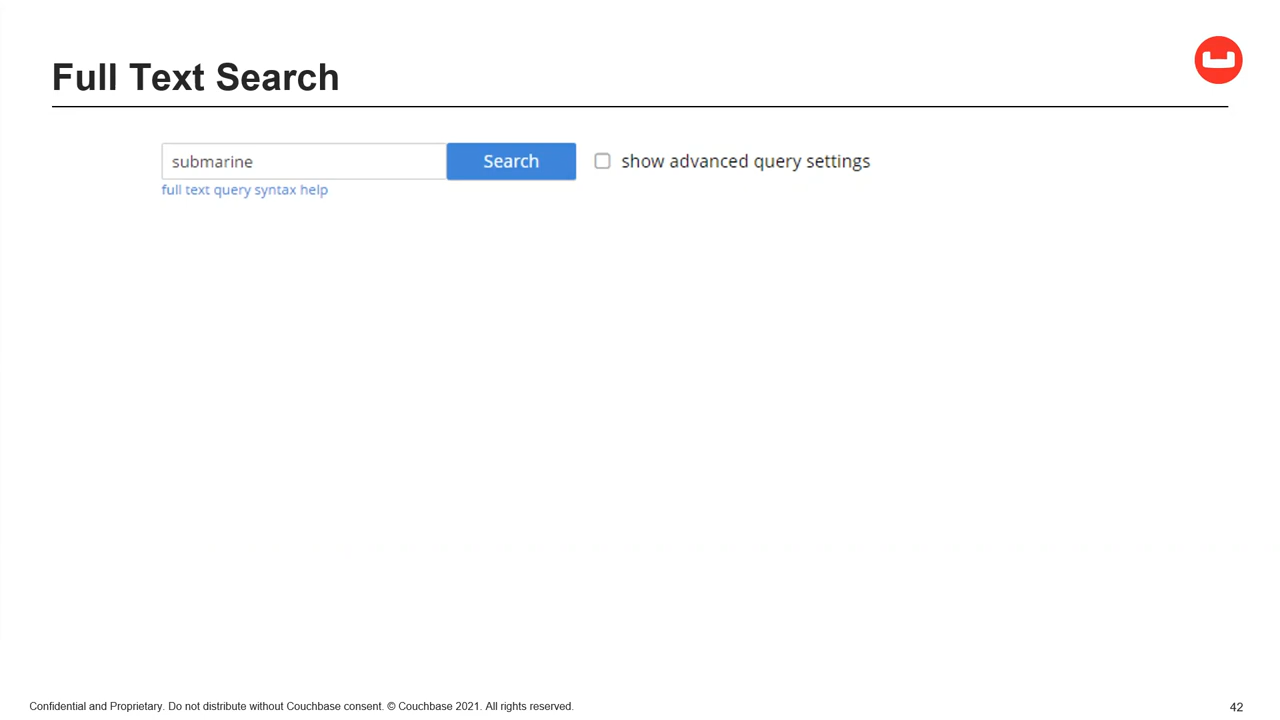 Full Text Search
submarine
Search
show advanced query settings
full text query syntax help
Confidential and Proprietary. Do not distribute without Couchbase consent. © Couchbase 2021. All rights reserved.
42